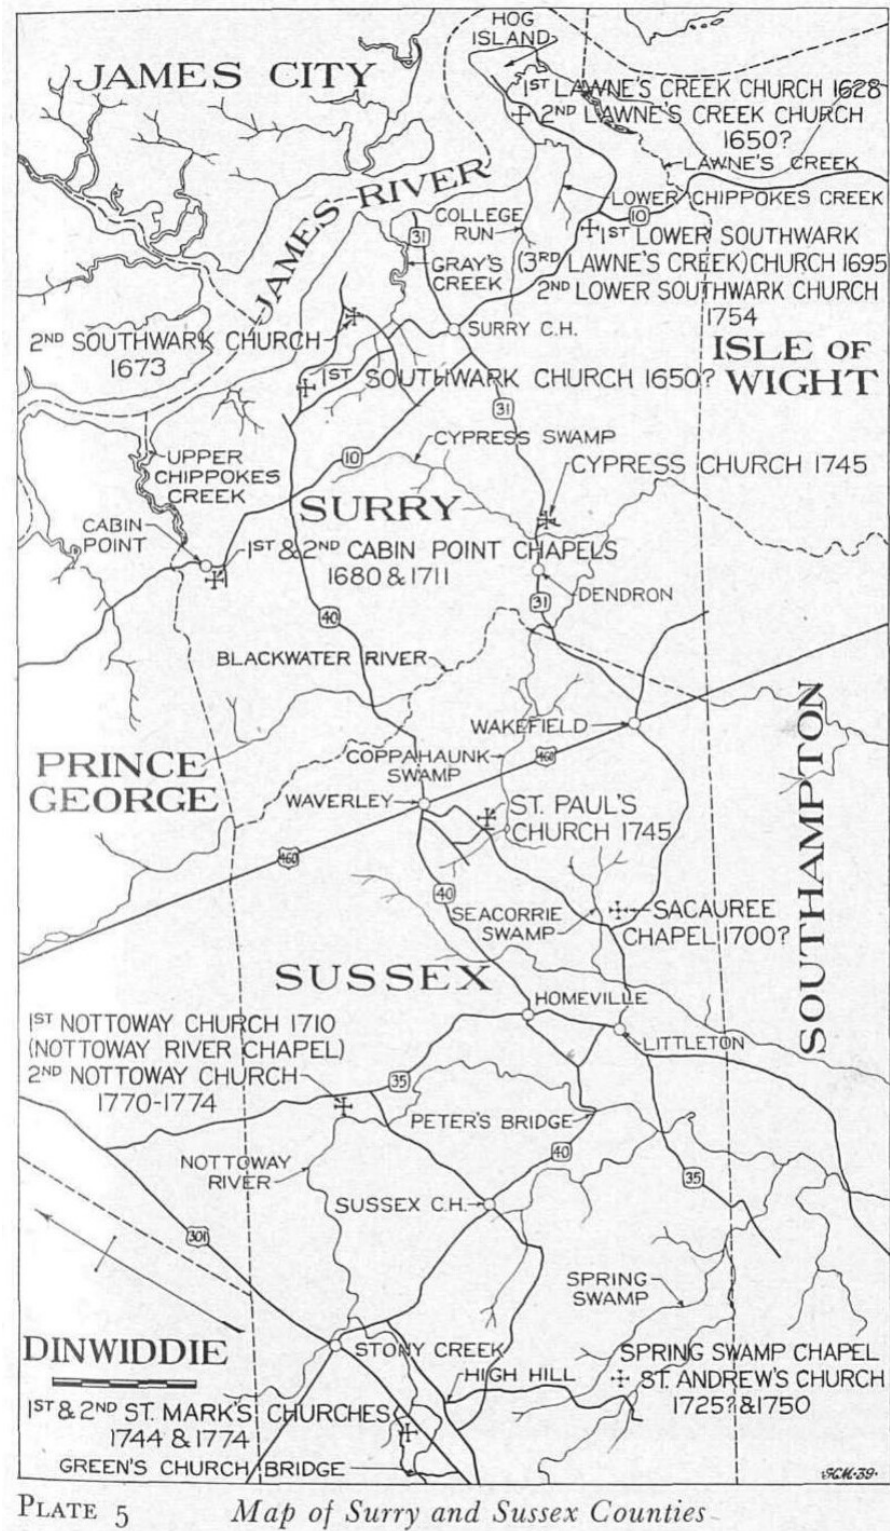 HOG
ISLAND
JAMES CITY
1ST LAWNE'S CREEK CHURCH 1628
2ND LAWNE'S CREEK CHURCH
1650?
LAWNE'S CREEK
JAMES RIVER
LOWER CHIPPOKES CREEK
COLLEGE
RUN
10
31
1ST LOWER SOUTHWARK
(3RD LAWNE'S CREEK) CHURCH 1695
2ND LOWER SOUTHWARK CHURCH
1754
GRAY'S
CREEK
2ND SOUTHWARK CHURCH
1673
SURRY C.H.
ISLE OF
WIGHT
1ST SOUTHWARK CHURCH 1650?
31
CYPRESS SWAMP
10
UPPER
CHIPPOKES
CREEK
CYPRESS CHURCH 1745
SURRY
CABIN
POINT
1ST & 2ND CABIN POINT CHAPELS
1680 & 1711
DENDRON
31
40
BLACKWATER RIVER
WAKEFIELD
SOUTHAMPTON
PRINCE
GEORGE
COPPAHAUNK
SWAMP
460
WAVERLEY
ST. PAUL'S
CHURCH 1745
460
40
SEACORRIE
SWAMP
SACAUREE
CHAPEL 1700?
SUSSEX
HOMEVILLE
1ST NOTTOWAY CHURCH 1710
(NOTTOWAY RIVER CHAPEL)
2ND NOTTOWAY CHURCH
1770-1774
LITTLETON
35
PETER'S BRIDGE
40
NOTTOWAY
RIVER
35
SUSSEX C.H.
301
SPRING
SWAMP
DINWIDDIE
STONY CREEK
HIGH HILL
SPRING SWAMP CHAPEL
ST. ANDREW'S CHURCH
1725? & 1750
1ST & 2ND ST. MARK'S CHURCHES
1744 & 1774
GREEN'S CHURCH BRIDGE
PLATE 5
Map of Surry and Sussex Counties